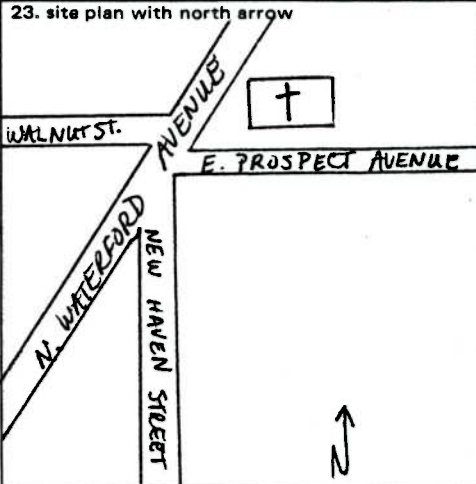 23. site plan with north arrow
WALNUT ST.
N. WATERFORD AVENUE
E. PROSPECT AVENUE
NEW HAVEN STREET
N